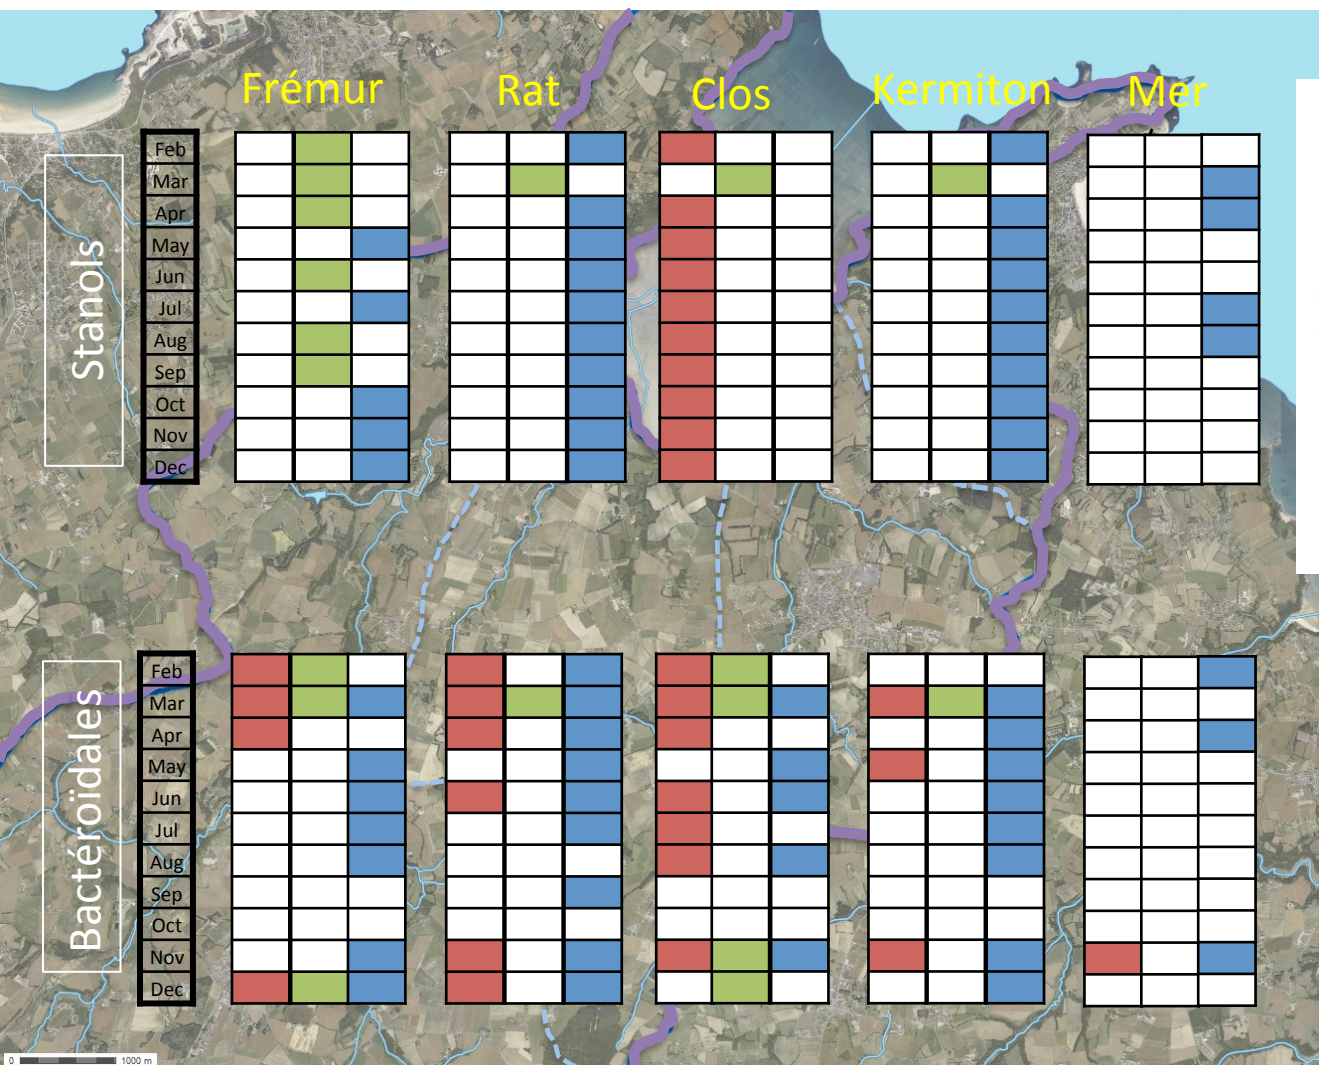 Frémur Rat Clos Kermiton Mer
Stanols
Feb
Mar
Apr
May
Jun
Jul
Aug
Sep
Oct
Nov
Dec
Bactéroïdales
Feb
Mar
Apr
May
Jun
Jul
Aug
Sep
Oct
Nov
Dec
0 1000 m